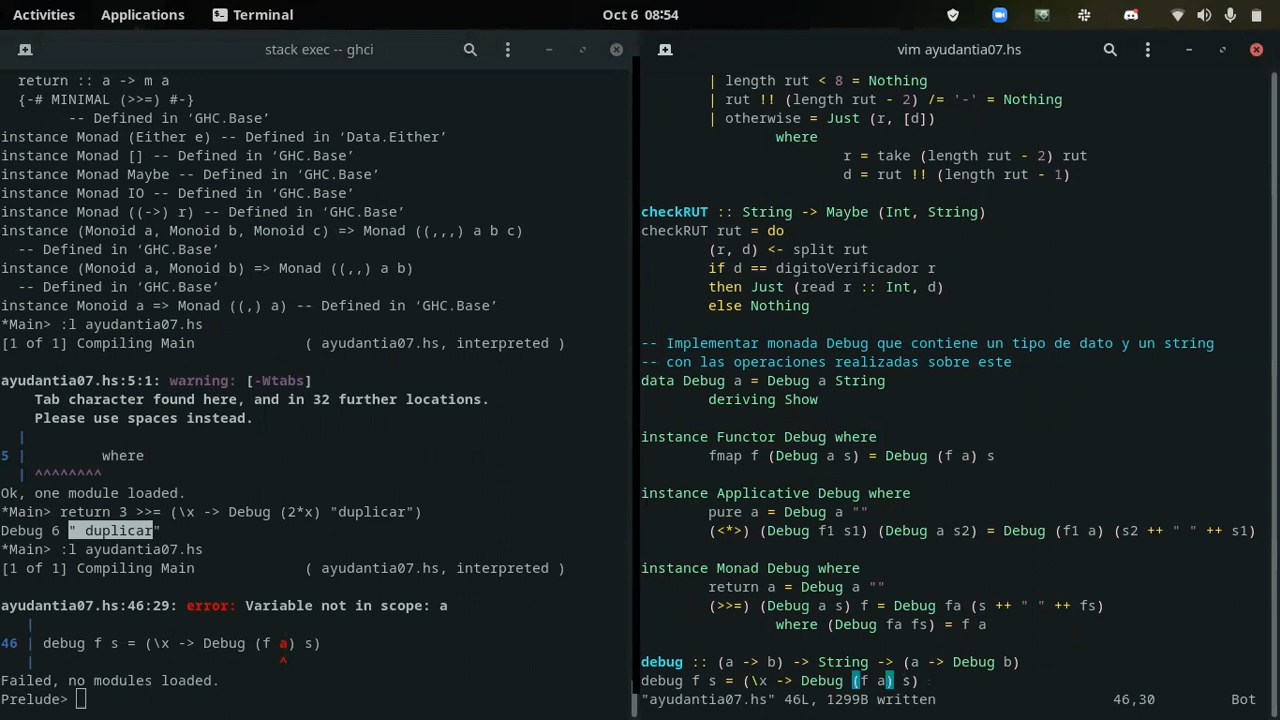 Activities Applications Terminal Oct 6 08:54
stack exec -- ghci
return :: a -> m a
{-# MINIMAL (>>=) #-}
-- Defined in ‘GHC.Base’
instance Monad (Either e) -- Defined in ‘Data.Either’
instance Monad [] -- Defined in ‘GHC.Base’
instance Monad Maybe -- Defined in ‘GHC.Base’
instance Monad IO -- Defined in ‘GHC.Base’
instance Monad ((->) r) -- Defined in ‘GHC.Base’
instance (Monoid a, Monoid b, Monoid c) => Monad ((,,,) a b c)
-- Defined in ‘GHC.Base’
instance (Monoid a, Monoid b) => Monad ((,,) a b)
-- Defined in ‘GHC.Base’
instance Monoid a => Monad ((,) a) -- Defined in ‘GHC.Base’
*Main> :l ayudantia07.hs
[1 of 1] Compiling Main ( ayudantia07.hs, interpreted )
ayudantia07.hs:5:1: warning: [-Wtabs]
Tab character found here, and in 32 further locations.
Please use spaces instead.
|
5 | where
| ^^^^^^^^
Ok, one module loaded.
*Main> return 3 >>= (\x -> Debug (2*x) "duplicar")
Debug 6 " duplicar"
*Main> :l ayudantia07.hs
[1 of 1] Compiling Main ( ayudantia07.hs, interpreted )
ayudantia07.hs:46:29: error: Variable not in scope: a
|
46 | debug f s = (\x -> Debug (f a) s)
| ^
Failed, no modules loaded.
Prelude>
vim ayudantia07.hs
| length rut < 8 = Nothing
| rut !! (length rut - 2) /= '-' = Nothing
| otherwise = Just (r, [d])
where
r = take (length rut - 2) rut
d = rut !! (length rut - 1)
checkRUT :: String -> Maybe (Int, String)
checkRUT rut = do
(r, d) <- split rut
if d == digitoVerificador r
then Just (read r :: Int, d)
else Nothing
-- Implementar monada Debug que contiene un tipo de dato y un string
-- con las operaciones realizadas sobre este
data Debug a = Debug a String
deriving Show
instance Functor Debug where
fmap f (Debug a s) = Debug (f a) s
instance Applicative Debug where
pure a = Debug a ""
(<*>) (Debug f1 s1) (Debug a s2) = Debug (f1 a) (s2 ++ " " ++ s1)
instance Monad Debug where
return a = Debug a ""
(>>=) (Debug a s) f = Debug fa (s ++ " " ++ fs)
where (Debug fa fs) = f a
debug :: (a -> b) -> String -> (a -> Debug b)
debug f s = (\x -> Debug (f a) s)
"ayudantia07.hs" 46L, 1299B written 46,30 Bot